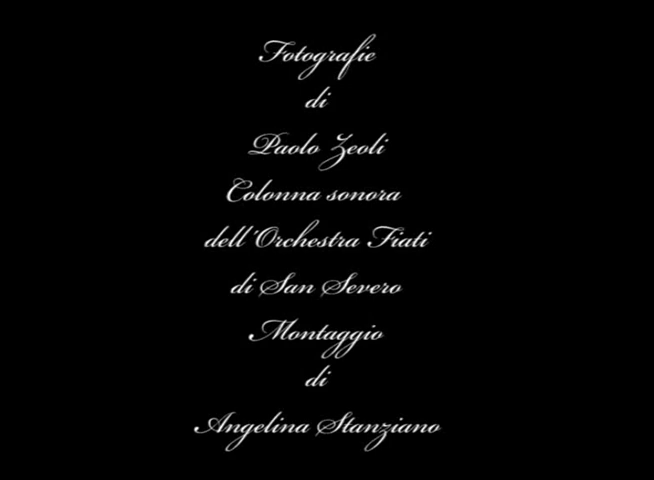 Fotografie
di
Paolo Zeoli
Colonna sonora
dell'Orchestra Fiati
di San Severo
Montaggio
di
Angelina Stanziano